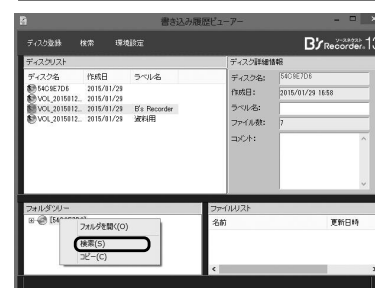 書き込み履歴ビューアー
ディスク登録 検索 環境設定
B's Recorder
ディスクリスト
ディスク名 作成日 ラベル名
54C8E7D6 2015/01/29
VOL_2015012... 2015/01/29
VOL_2015012... 2015/01/29 B's Recorder
VOL_2015012... 2015/01/29 資料用
ディスク詳細情報
ディスク名: 54C8E7D6
作成日: 2015/01/29 16:58
ラベル名:
ファイル数: 7
コメント:
フォルダツリー
フォルダを開く(O)
検索(S)
コピー(C)
ファイルリスト
名前 更新日時